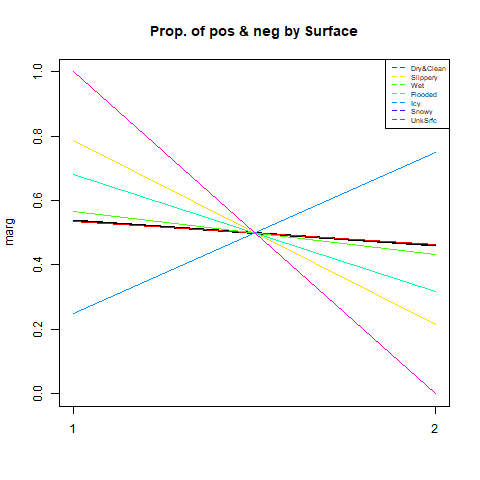 Prop. of pos & neg by Surface
Dry&Clean
Slippery
Wet
Flooded
Icy
Snowy
UnkSrfc
marg
1.0
0.8
0.6
0.4
0.2
0.0
1
2